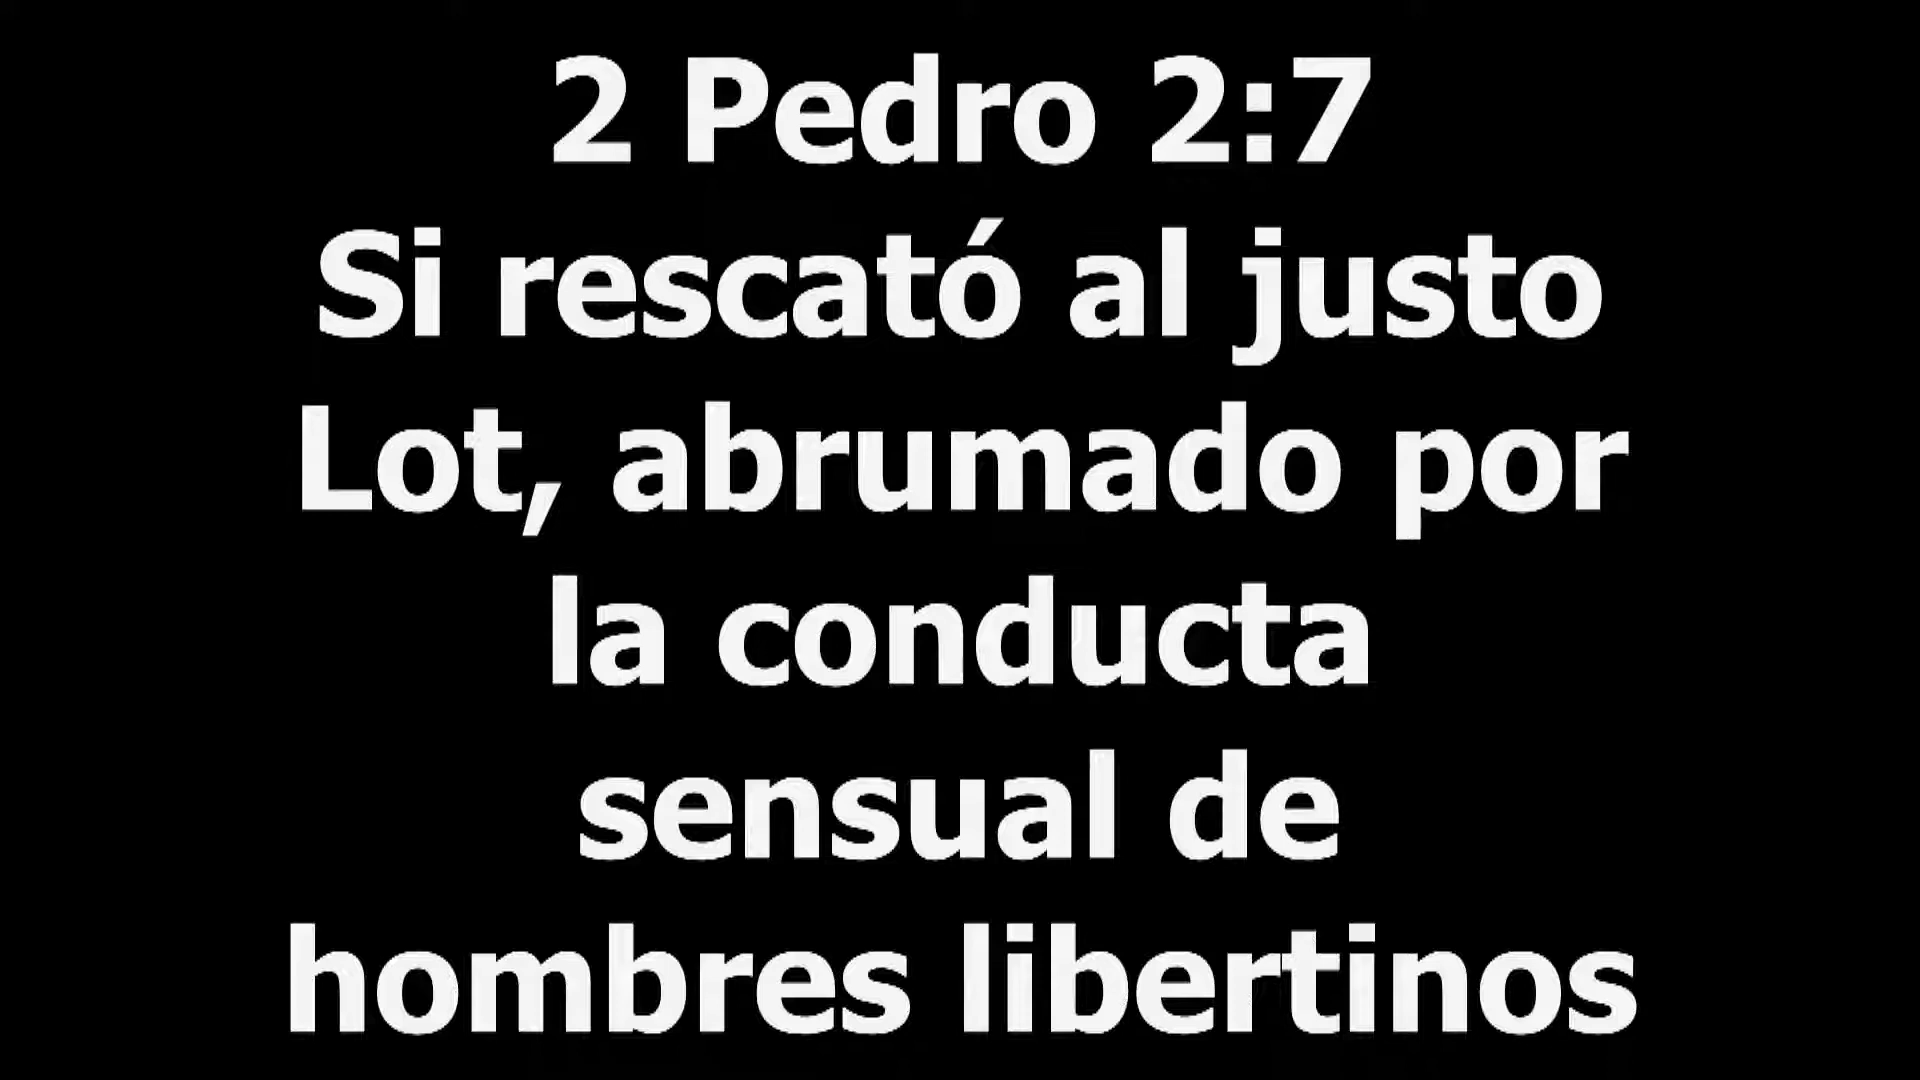 2 Pedro 2:7
Si rescató al justo
Lot, abrumado por
la conducta
sensual de
hombres libertinos